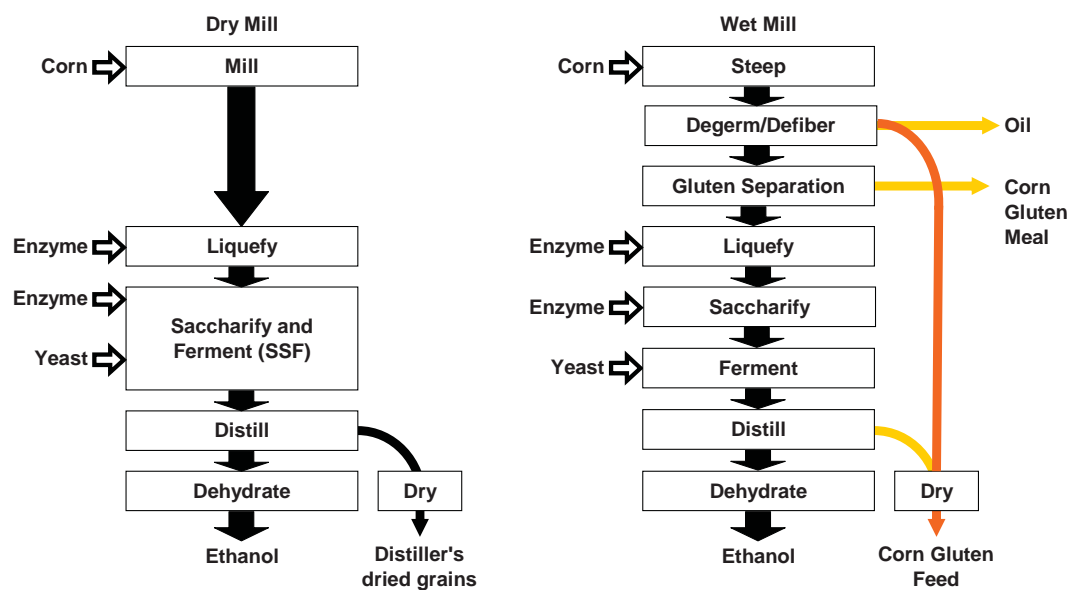 Dry Mill
Corn
Mill
Enzyme
Liquefy
Enzyme
Saccharify and
Ferment (SSF)
Yeast
Distill
Dehydrate
Dry
Ethanol
Distiller's
dried grains
Wet Mill
Corn
Steep
Degerm/Defiber
Oil
Gluten Separation
Corn
Gluten
Meal
Enzyme
Liquefy
Enzyme
Saccharify
Yeast
Ferment
Distill
Dehydrate
Dry
Ethanol
Corn Gluten
Feed